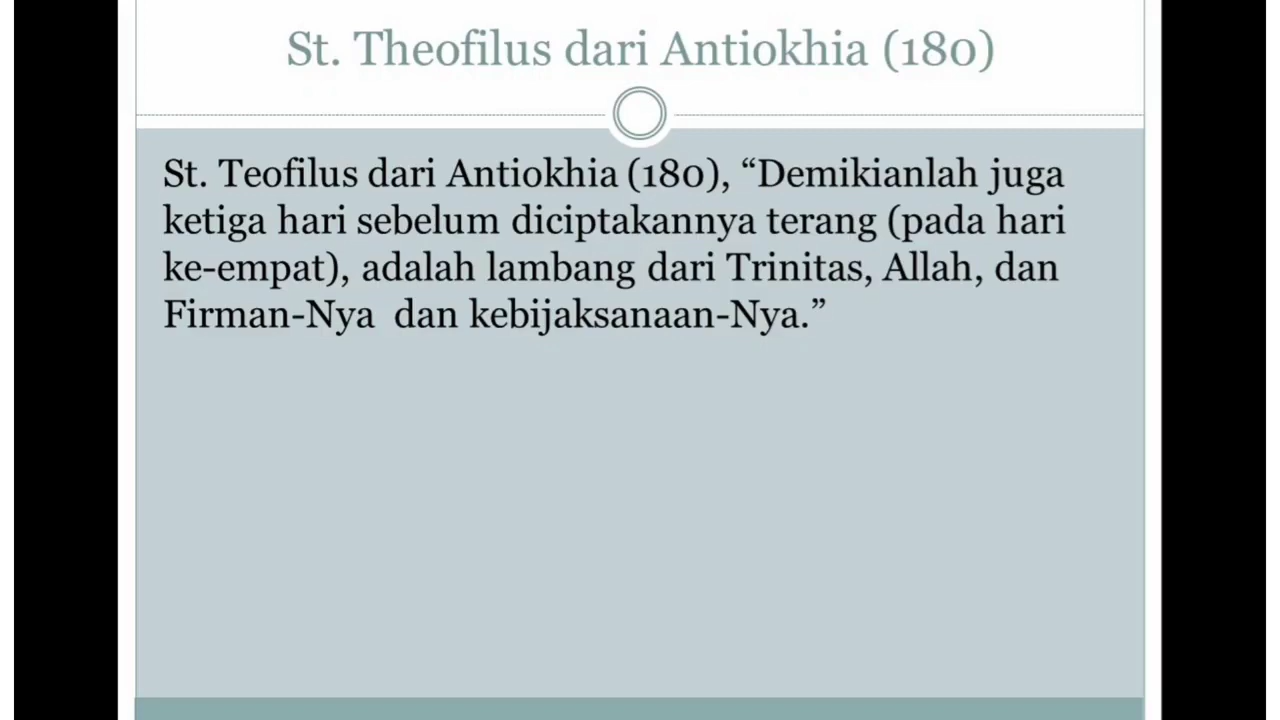 St. Theofilus dari Antiokhia (180)
St. Teofilus dari Antiokhia (180), “Demikianlah juga
ketiga hari sebelum diciptakannya terang (pada hari
ke-empat), adalah lambang dari Trinitas, Allah, dan
Firman-Nya  dan kebijaksanaan-Nya.”